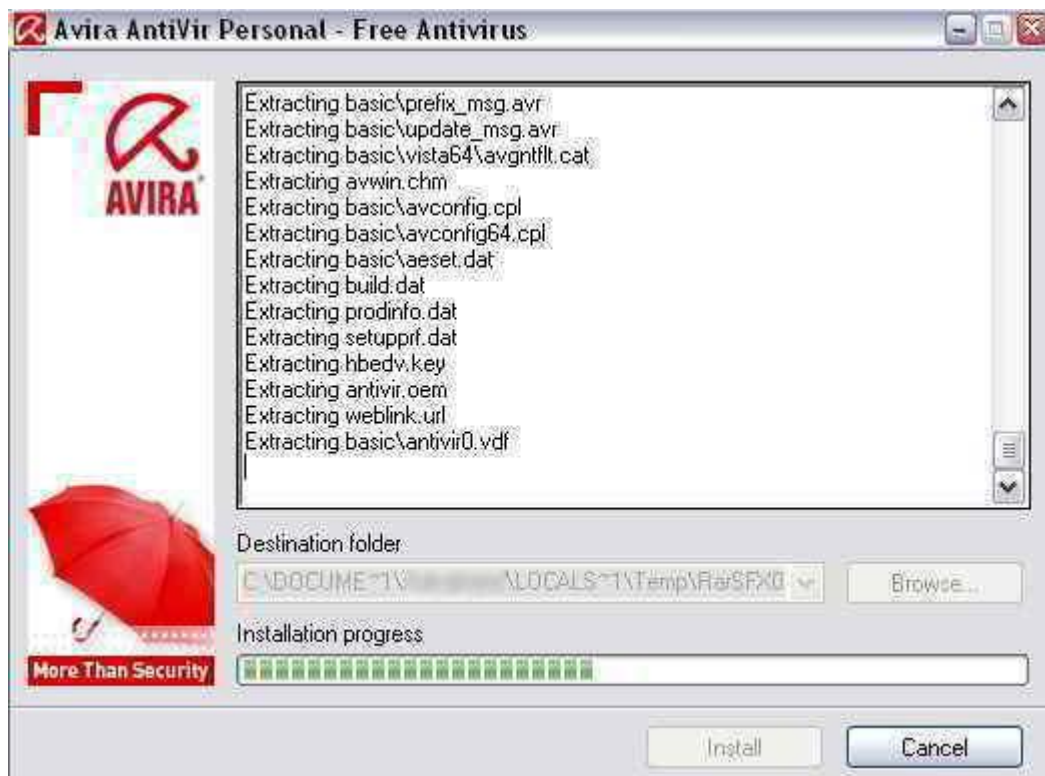 Avira AntiVir Personal - Free Antivirus
AVIRA
Extracting basic\prefix_msg.avr
Extracting basic\update_msg.avr
Extracting basic\vista64\avgntflt.cat
Extracting avwin.chm
Extracting basic\avconfig.cpl
Extracting basic\avconfig64.cpl
Extracting basic\aeset.dat
Extracting build.dat
Extracting prodinfo.dat
Extracting setupprf.dat
Extracting hbedv.key
Extracting antivir.oem
Extracting weblink.url
Extracting basic\antivir0.vdf
Destination folder
C:\DOCUME~1\ \LOCALS~1\Temp\RarSFX0
Browse...
Installation progress
More Than Security
Install
Cancel